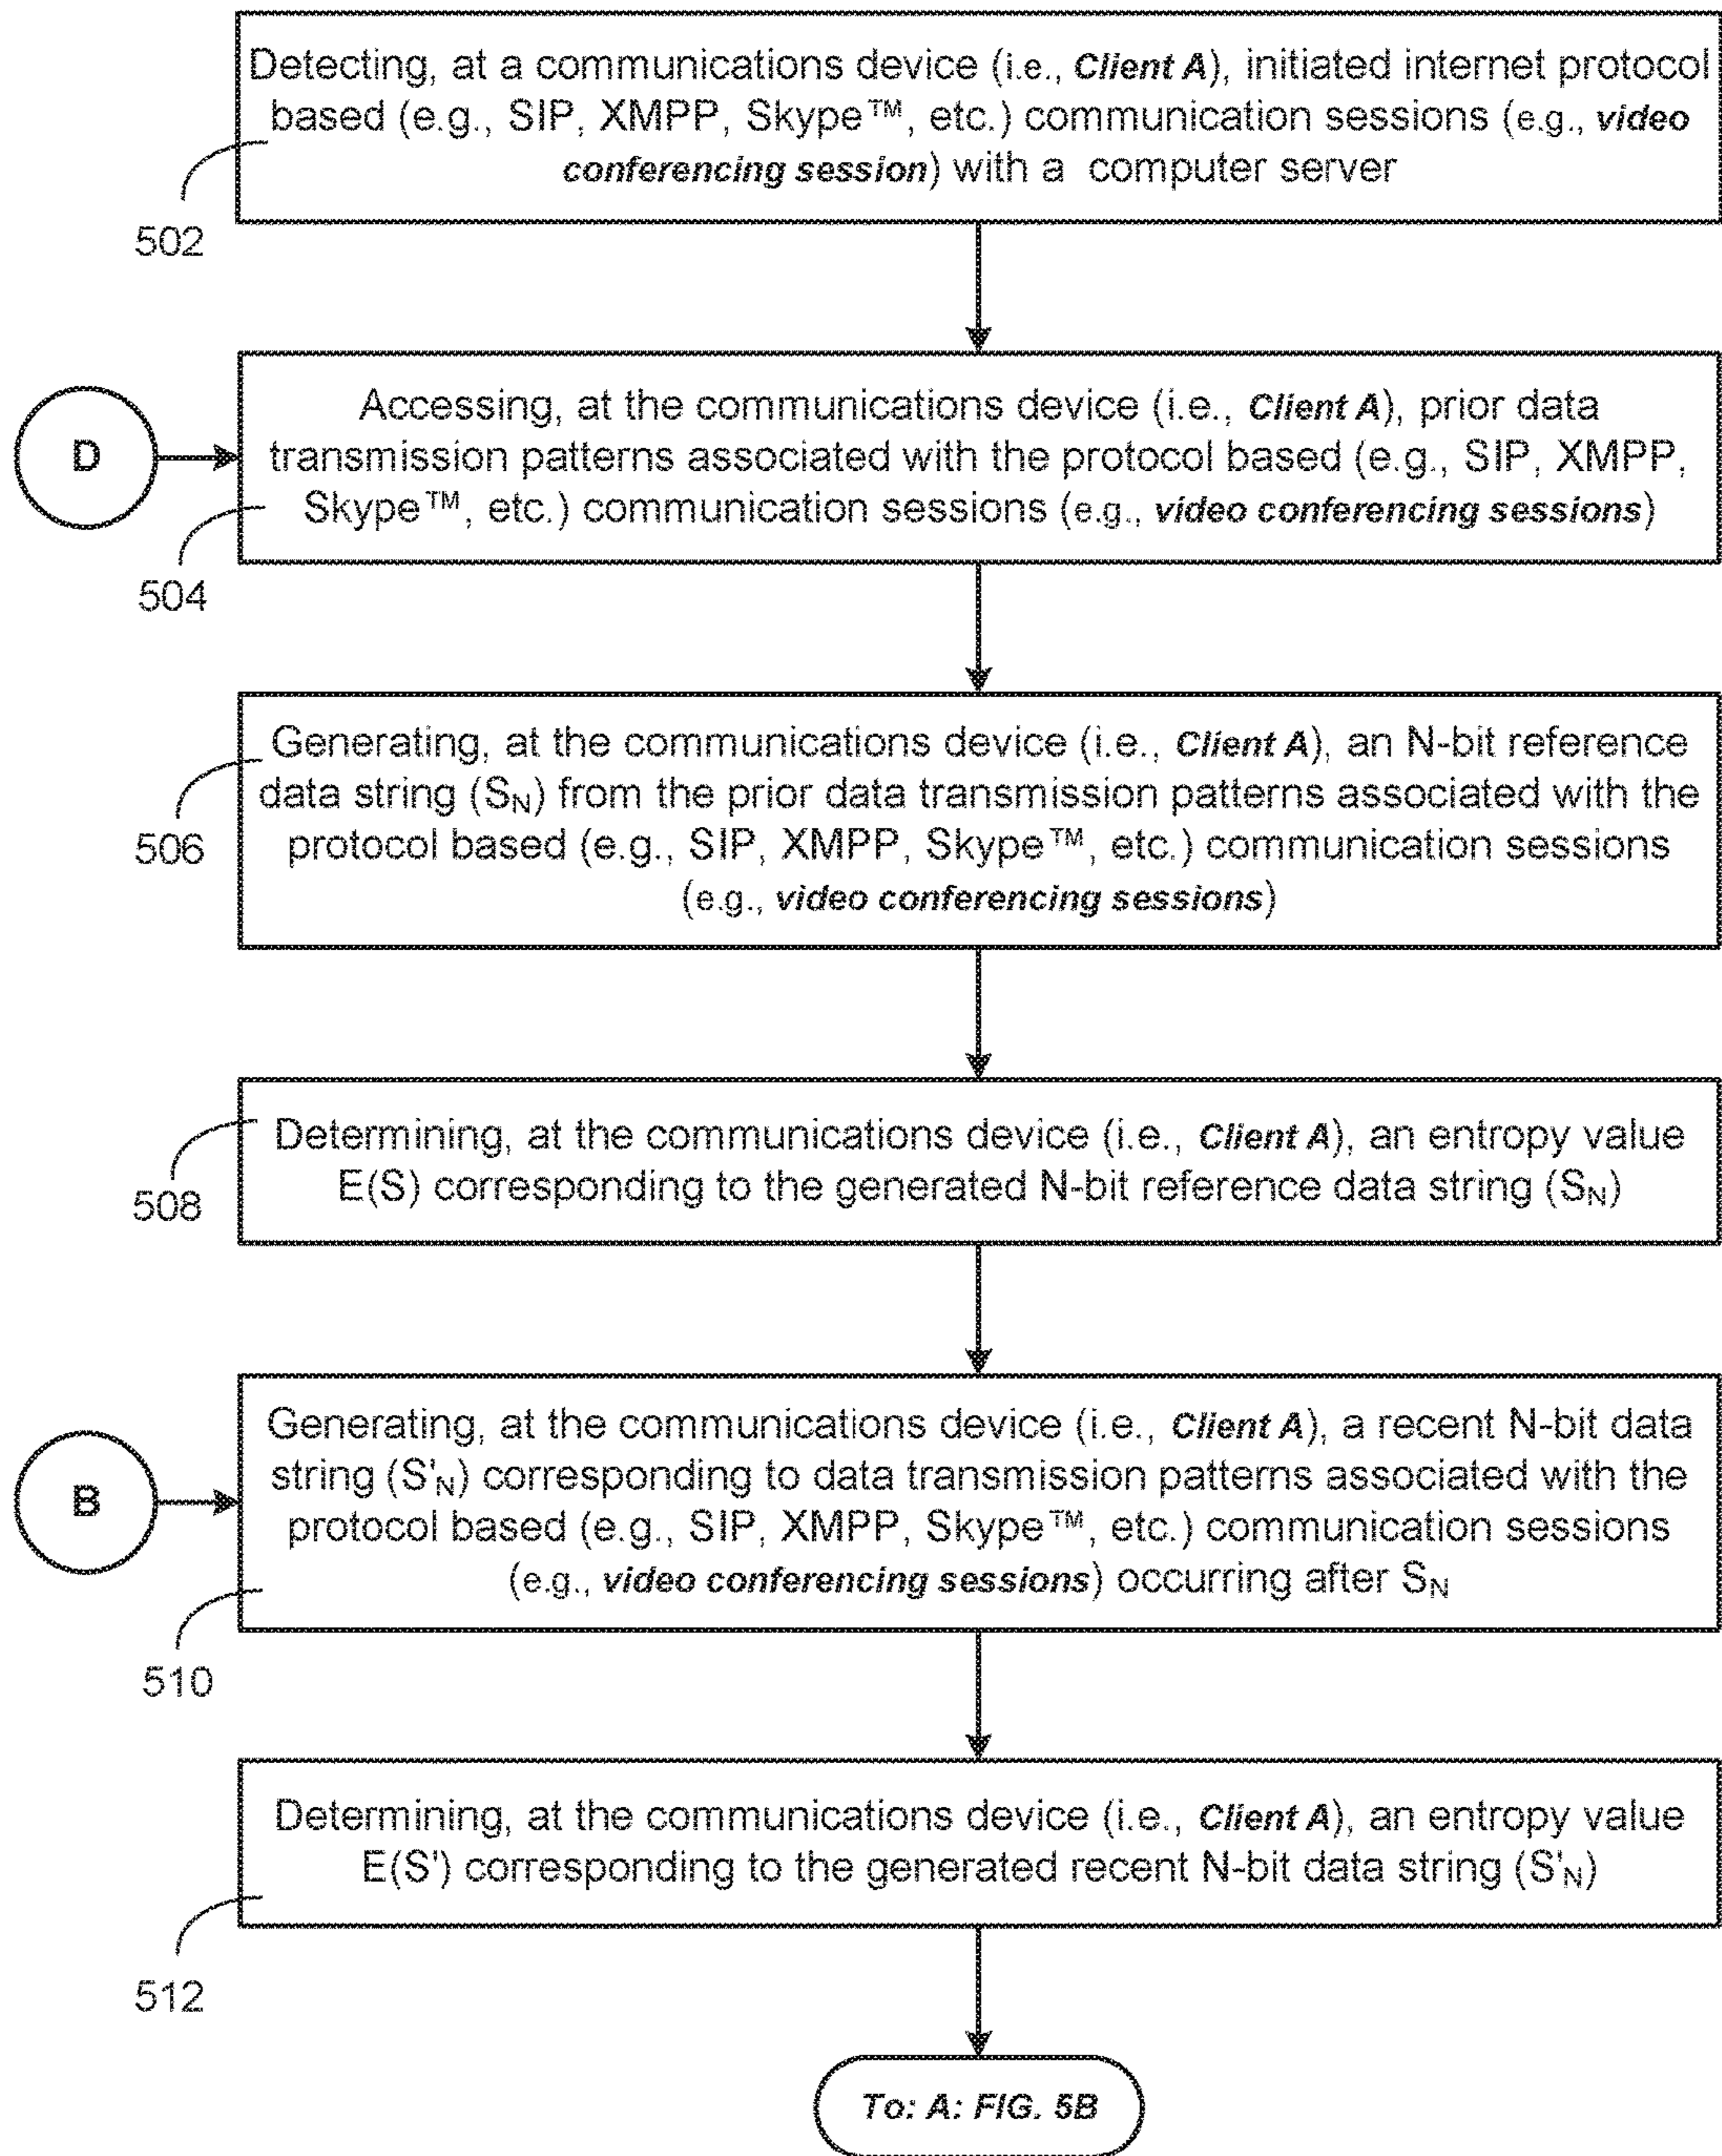 Detecting, at a communications device (i.e., Client A), initiated internet protocol
based (e.g., SIP, XMPP, Skype™, etc.) communication sessions (e.g., video
conferencing session) with a computer server
502
Accessing, at the communications device (i.e., Client A), prior data
transmission patterns associated with the protocol based (e.g., SIP, XMPP,
Skype™, etc.) communication sessions (e.g., video conferencing sessions)
D
504
Generating, at the communications device (i.e., Client A), an N-bit reference
data string (S_N) from the prior data transmission patterns associated with the
protocol based (e.g., SIP, XMPP, Skype™, etc.) communication sessions
(e.g., video conferencing sessions)
506
Determining, at the communications device (i.e., Client A), an entropy value
E(S) corresponding to the generated N-bit reference data string (S_N)
508
Generating, at the communications device (i.e., Client A), a recent N-bit data
string (S'_N) corresponding to data transmission patterns associated with the
protocol based (e.g., SIP, XMPP, Skype™, etc.) communication sessions
(e.g., video conferencing sessions) occurring after S_N
B
510
Determining, at the communications device (i.e., Client A), an entropy value
E(S') corresponding to the generated recent N-bit data string (S'_N)
512
To: A: FIG. 5B